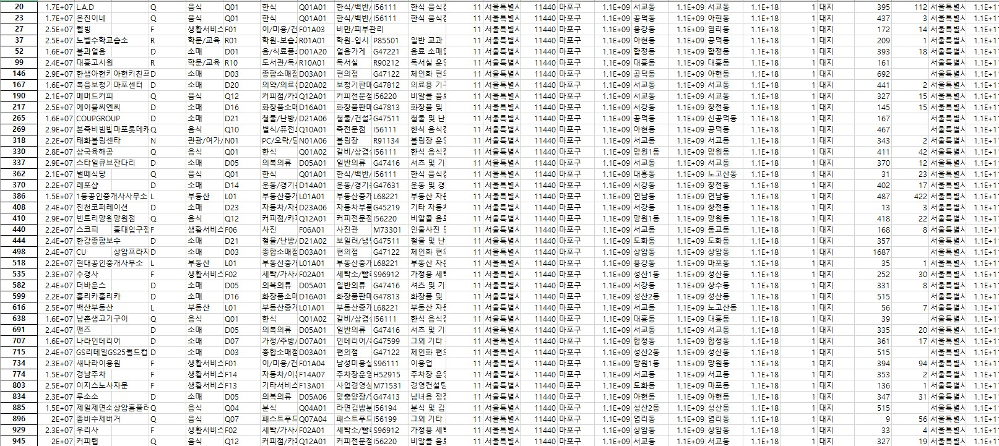 20 1.7E+07 L.A.D Q 음식 Q01 한식 Q01A01 한식/백반/ I56111 한식 음식점 11 서울특별시 11440 마포구 1.1E+09 서교동 1.1E+09 서교동 1.1E+18 1 대지 395 112 서울특별시 1.1E+1
23 1.7E+07 은진이네 Q 음식 Q01 한식 Q01A01 한식/백반/ I56111 한식 음식점 11 서울특별시 11440 마포구 1.1E+09 공덕동 1.1E+09 아현동 1.1E+18 1 대지 437 3 서울특별시 1.1E+1
27 2.5E+07 웰빙 F 생활서비스 F01 이/미용/건 F01A03 비만/피부관리 11 서울특별시 11440 마포구 1.1E+09 용강동 1.1E+09 염리동 1.1E+18 1 대지 172 14 서울특별시 1.1E+1
37 2.5E+07 노벨수학교습소 R 학문/교육 R01 학원-보습 R01A01 학원-입시 P85501 일반 교과 11 서울특별시 11440 마포구 1.1E+09 아현동 1.1E+09 공덕동 1.1E+18 1 대지 209 1 서울특별시 1.1E+1
52 1.6E+07 불과얼음 D 소매 D01 음/식료품 D01A20 얼음가게 G47221 음료 소매업 11 서울특별시 11440 마포구 1.1E+09 합정동 1.1E+09 합정동 1.1E+18 1 대지 393 18 서울특별시 1.1E+1
99 2.4E+07 대흥고시원 R 학문/교육 R10 도서관/독 R10A01 독서실 R90212 독서실 운영 11 서울특별시 11440 마포구 1.1E+09 대흥동 1.1E+09 대흥동 1.1E+18 1 대지 161 서울특별시 1.1E+1
146 2.9E+07 한샘아현키 아현키친프 D 소매 D03 종합소매점 D03A01 편의점 G47122 체인화 편의 11 서울특별시 11440 마포구 1.1E+09 공덕동 1.1E+09 아현동 1.1E+18 1 대지 692 서울특별시 1.1E+1
167 1.6E+07 복음보청기 마포센터 D 소매 D20 의약/의료 D20A02 보청기판매 G47812 의료용 기구 11 서울특별시 11440 마포구 1.1E+09 서교동 1.1E+09 서교동 1.1E+18 1 대지 441 2 서울특별시 1.1E+1
190 2.1E+07 메머드커피 Q 음식 Q12 커피점/카페 Q12A01 커피전문점 I56220 비알콜 음료 11 서울특별시 11440 마포구 1.1E+09 서교동 1.1E+09 서교동 1.1E+18 1 대지 327 15 서울특별시 1.1E+1
217 2.5E+07 에이블씨엔씨 D 소매 D16 화장품소매 D16A01 화장품판매 G47813 화장품 및 11 서울특별시 11440 마포구 1.1E+09 서교동 1.1E+09 창전동 1.1E+18 1 대지 145 15 서울특별시 1.1E+1
265 1.6E+07 COUPGROUP D 소매 D21 철물/난방/ D21A06 철물/건설 G47511 철물 및 난 11 서울특별시 11440 마포구 1.1E+09 공덕동 1.1E+09 신공덕동 1.1E+18 1 대지 167 서울특별시 1.1E+1
269 2.9E+07 본죽비빔밥 마포롯데캐 Q 음식 Q10 별식/퓨전 Q10A01 죽전문점 I56111 한식 음식점 11 서울특별시 11440 마포구 1.1E+09 아현동 1.1E+09 공덕동 1.1E+18 1 대지 467 서울특별시 1.1E+1
318 2.2E+07 태화볼링센타 N 관광/여가/ N01 PC/오락/당 N01A06 볼링장 R91134 볼링장 운영 11 서울특별시 11440 마포구 1.1E+09 서교동 1.1E+09 서교동 1.1E+18 1 대지 343 2 서울특별시 1.1E+1
330 2.8E+07 삼국육해공 Q 음식 Q01 한식 Q01A02 갈비/삼겹 I56111 한식 음식점 11 서울특별시 11440 마포구 1.1E+09 망원1동 1.1E+09 망원동 1.1E+18 1 대지 411 42 서울특별시 1.1E+1
337 2.9E+07 스타일큐브잔다리 D 소매 D05 의복의류 D05A01 일반의류 G47416 셔츠 및 기 11 서울특별시 11440 마포구 1.1E+09 서교동 1.1E+09 서교동 1.1E+18 1 대지 370 12 서울특별시 1.1E+1
362 2.1E+07 벌떼식당 Q 음식 Q01 한식 Q01A01 한식/백반/ I56111 한식 음식점 11 서울특별시 11440 마포구 1.1E+09 대흥동 1.1E+09 노고산동 1.1E+18 1 대지 31 23 서울특별시 1.1E+1
370 2.2E+07 레포샵 D 소매 D14 운동/경기용 D14A01 운동/경기용 G47631 운동 및 경 11 서울특별시 11440 마포구 1.1E+09 서강동 1.1E+09 창전동 1.1E+18 1 대지 402 17 서울특별시 1.1E+1
386 1.5E+07 1등공인중개사사무소 L 부동산 L01 부동산중개 L01A01 부동산중개 L68221 부동산 자문 11 서울특별시 11440 마포구 1.1E+09 연남동 1.1E+09 연남동 1.1E+18 1 대지 487 422 서울특별시 1.1E+1
408 2.4E+07 진천코퍼레이션 D 소매 D23 자동차/자 D23A06 자동차부품 G45219 기타 자동차 11 서울특별시 11440 마포구 1.1E+09 서강동 1.1E+09 창전동 1.1E+18 1 대지 13 3 서울특별시 1.1E+1
410 2.9E+07 빈트리망원 망원점 Q 음식 Q12 커피점/카페 Q12A01 커피전문점 I56220 비알콜 음료 11 서울특별시 11440 마포구 1.1E+09 망원1동 1.1E+09 망원동 1.1E+18 1 대지 418 22 서울특별시 1.1E+1
440 2.2E+07 스코피 홍대입구점 F 생활서비스 F06 사진 F06A01 사진관 M73301 인물사진 및 11 서울특별시 11440 마포구 1.1E+09 서교동 1.1E+09 동교동 1.1E+18 1 대지 168 8 서울특별시 1.1E+1
444 2.4E+07 한강종합보수 D 소매 D21 철물/난방/ D21A02 보일러/냉난 G47511 철물 및 난 11 서울특별시 11440 마포구 1.1E+09 도화동 1.1E+09 도화동 1.1E+18 1 대지 357 서울특별시 1.1E+1
498 2.4E+07 CU 상암프라자 D 소매 D03 종합소매점 D03A01 편의점 G47122 체인화 편의 11 서울특별시 11440 마포구 1.1E+09 상암동 1.1E+09 상암동 1.1E+18 1 대지 1687 서울특별시 1.1E+1
518 2.2E+07 현대공인중개사무소 L 부동산 L01 부동산중개 L01A01 부동산중개 L68221 부동산 자문 11 서울특별시 11440 마포구 1.1E+09 용강동 1.1E+09 마포동 1.1E+18 1 대지 35 1 서울특별시 1.1E+1
535 2.3E+07 수경사 F 생활서비스 F02 세탁/가사 F02A01 세탁소/빨래 S96912 가정용 세탁 11 서울특별시 11440 마포구 1.1E+09 성산1동 1.1E+09 성산동 1.1E+18 1 대지 252 30 서울특별시 1.1E+1
582 2.4E+07 더바운스 D 소매 D05 의복의류 D05A01 일반의류 G47416 셔츠 및 기 11 서울특별시 11440 마포구 1.1E+09 서강동 1.1E+09 상수동 1.1E+18 1 대지 331 8 서울특별시 1.1E+1
599 2.2E+07 홀리카홀리카 D 소매 D16 화장품소매 D16A01 화장품판매 G47813 화장품 및 11 서울특별시 11440 마포구 1.1E+09 성산2동 1.1E+09 성산동 1.1E+18 1 대지 515 서울특별시 1.1E+1
616 2.5E+07 백산부동산 L 부동산 L01 부동산중개 L01A01 부동산중개 L68221 부동산 자문 11 서울특별시 11440 마포구 1.1E+09 서교동 1.1E+09 노고산동 1.1E+18 1 대지 56 7 서울특별시 1.1E+1
638 1.6E+07 남촌생고기구이 Q 음식 Q01 한식 Q01A02 갈비/삼겹 I56111 한식 음식점 11 서울특별시 11440 마포구 1.1E+09 대흥동 1.1E+09 대흥동 1.1E+18 1 대지 39 서울특별시 1.1E+1
691 2.4E+07 맨즈 D 소매 D05 의복의류 D05A01 일반의류 G47416 셔츠 및 기 11 서울특별시 11440 마포구 1.1E+09 서교동 1.1E+09 서교동 1.1E+18 1 대지 335 20 서울특별시 1.1E+1
707 1.6E+07 나라인테리어 D 소매 D07 가정/주방/ D07A01 인테리어/ G47599 그외 기타 11 서울특별시 11440 마포구 1.1E+09 합정동 1.1E+09 합정동 1.1E+18 1 대지 361 17 서울특별시 1.1E+1
715 2.4E+07 GS리테일 GS25월드컵 D 소매 D03 종합소매점 D03A01 편의점 G47122 체인화 편의 11 서울특별시 11440 마포구 1.1E+09 성산2동 1.1E+09 성산동 1.1E+18 1 대지 515 서울특별시 1.1E+1
734 2.3E+07 새나라이용원 F 생활서비스 F01 이/미용/건 F01A04 남성미용실 S96111 이용업 11 서울특별시 11440 마포구 1.1E+09 망원1동 1.1E+09 망원동 1.1E+18 1 대지 394 94 서울특별시 1.1E+1
774 1.5E+07 경남주차 F 생활서비스 F14 자동차/이 F14A07 주차장운영 H52915 주차장 운영 11 서울특별시 11440 마포구 1.1E+09 서교동 1.1E+09 서교동 1.1E+18 1 대지 353 2 서울특별시 1.1E+1
803 2.5E+07 이지스노사자문 F 생활서비스 F13 기타서비스 F13A01 사업경영상 M71531 경영컨설팅 11 서울특별시 11440 마포구 1.1E+09 도화동 1.1E+09 마포동 1.1E+18 1 대지 136 1 서울특별시 1.1E+1
834 2.4E+07 루소소 D 소매 D05 의복의류 D05A06 맞춤양장/ G47413 남녀용 정장 11 서울특별시 11440 마포구 1.1E+09 아현동 1.1E+09 아현동 1.1E+18 1 대지 347 31 서울특별시 1.1E+1
885 1.5E+07 제일제면소 상암홈플러 Q 음식 Q04 분식 Q04A01 라면김밥분 I56194 분식 및 김 11 서울특별시 11440 마포구 1.1E+09 성산2동 1.1E+09 성산동 1.1E+18 1 대지 515 서울특별시 1.1E+1
896 2E+07 좀비수제버거 Q 음식 Q07 패스트푸드 Q07A04 패스트푸드 I56199 그외 기타 11 서울특별시 11440 마포구 1.1E+09 염리동 1.1E+09 염리동 1.1E+18 1 대지 9 56 서울특별시 1.1E+1
929 2.3E+07 우리사 F 생활서비스 F02 세탁/가사 F02A01 세탁소/빨래 S96912 가정용 세탁 11 서울특별시 11440 마포구 1.1E+09 상암동 1.1E+09 상암동 1.1E+18 1 대지 33 4 서울특별시 1.1E+1
945 2E+07 커피랩 Q 음식 Q12 커피점/카페 Q12A01 커피전문점 I56220 비알콜 음료 11 서울특별시 11440 마포구 1.1E+09 서교동 1.1E+09 서교동 1.1E+18 1 대지 327 19 서울특별시 1.1E+1